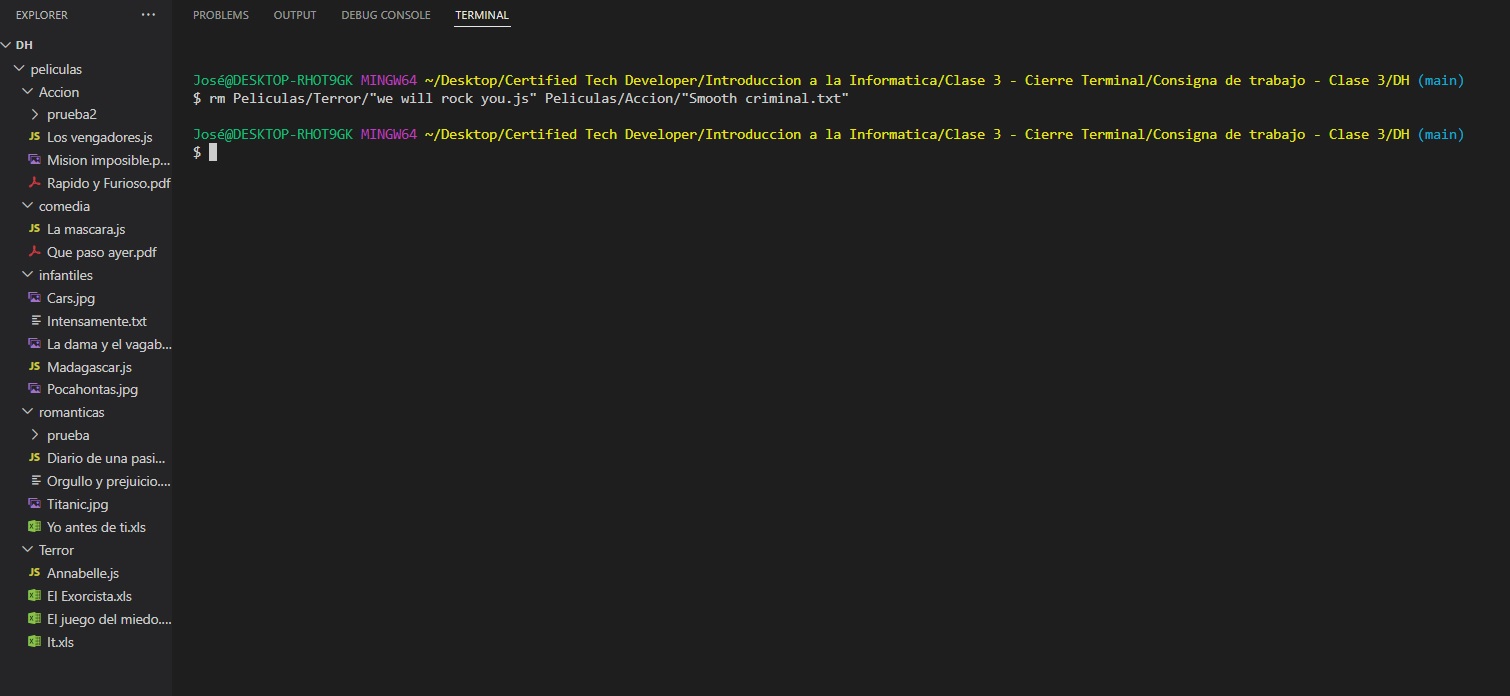 EXPLORER ···
DH
peliculas
Accion
prueba2
JS Los vengadores.js
Mision imposible.p...
Rapido y Furioso.pdf
comedia
JS La mascara.js
Que paso ayer.pdf
infantiles
Cars.jpg
Intensamente.txt
La dama y el vagab...
JS Madagascar.js
Pocahontas.jpg
romanticas
prueba
JS Diario de una pasi...
Orgullo y prejuicio....
Titanic.jpg
Yo antes de ti.xls
Terror
JS Annabelle.js
El Exorcista.xls
El juego del miedo....
It.xls
PROBLEMS OUTPUT DEBUG CONSOLE TERMINAL
José@DESKTOP-RHOT9GK MINGW64 ~/Desktop/Certified Tech Developer/Introduccion a la Informatica/Clase 3 - Cierre Terminal/Consigna de trabajo - Clase 3/DH (main)
$ rm Peliculas/Terror/"we will rock you.js" Peliculas/Accion/"Smooth criminal.txt"
José@DESKTOP-RHOT9GK MINGW64 ~/Desktop/Certified Tech Developer/Introduccion a la Informatica/Clase 3 - Cierre Terminal/Consigna de trabajo - Clase 3/DH (main)
$